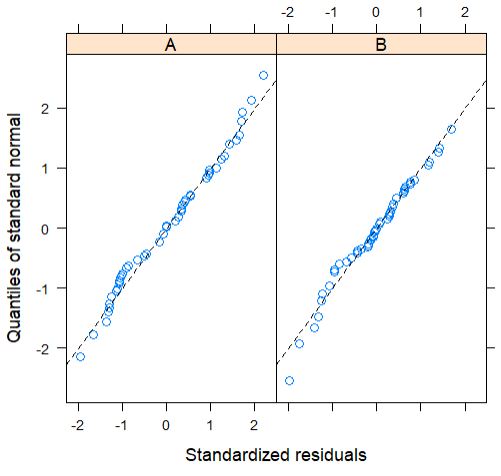 -2 -1 0 1 2
A B
2
1
0
-1
-2
Quantiles of standard normal
-2 -1 0 1 2
Standardized residuals